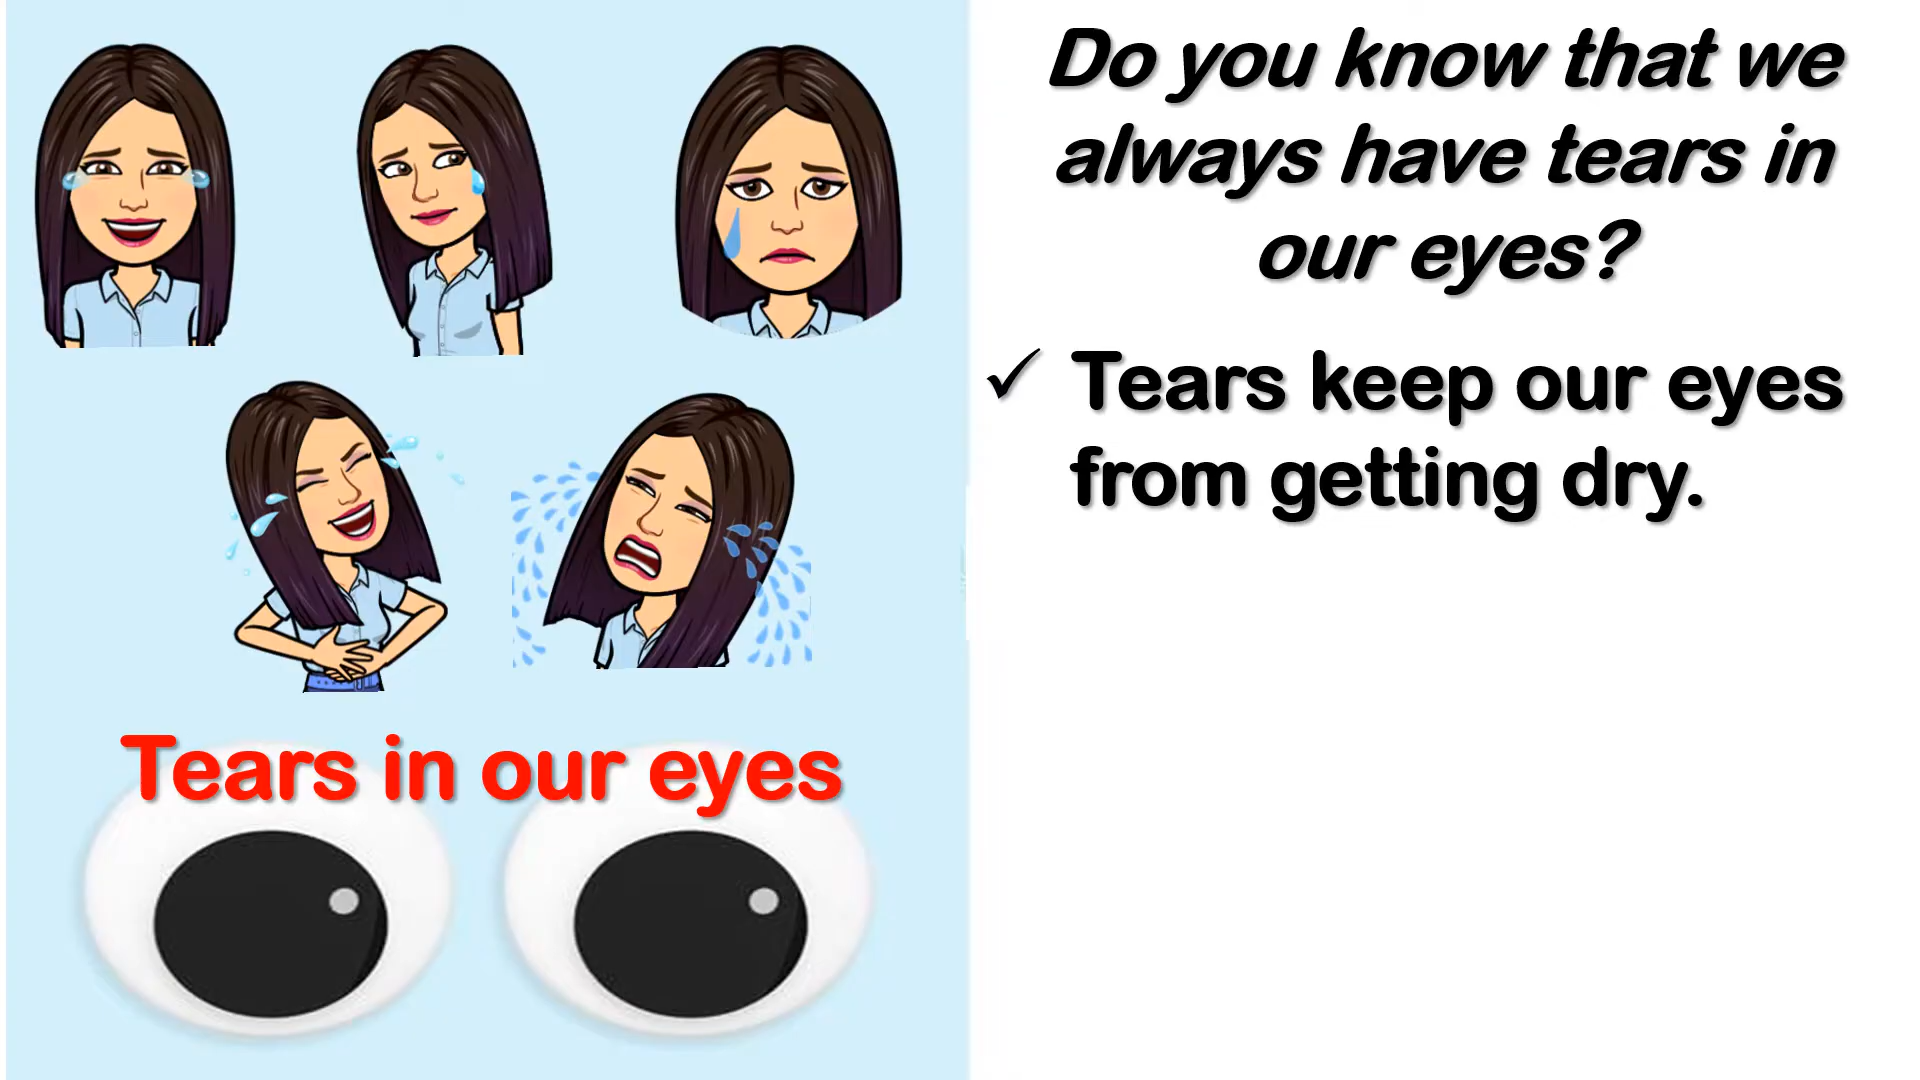 Do you know that we
always have tears in
our eyes?
✓ Tears keep our eyes
from getting dry.
Tears in our eyes